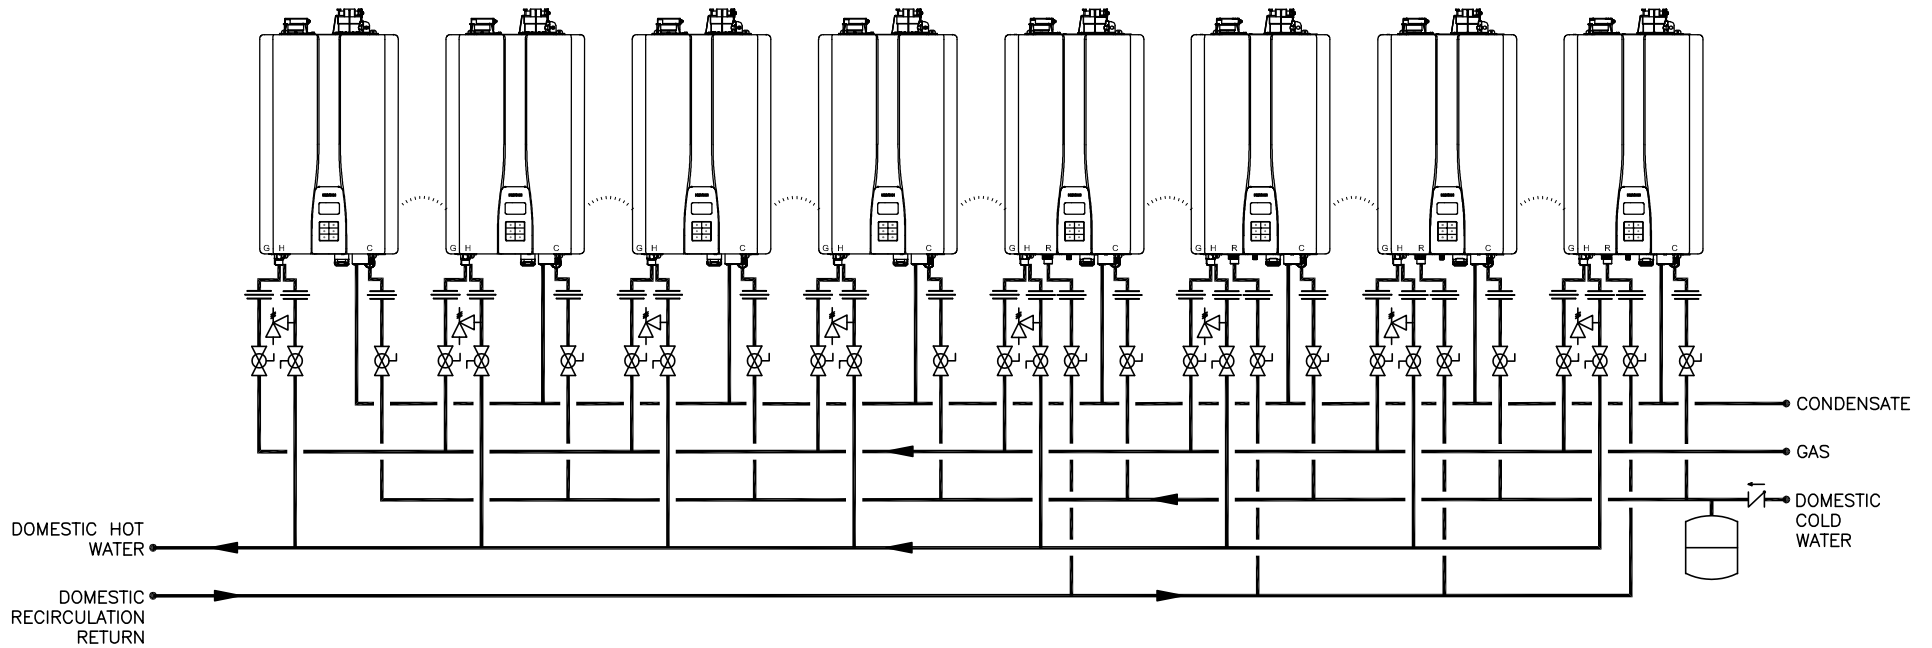 G H C G H C G H C G H C G H R C G H R C G H R C G H R C
CONDENSATE
GAS
DOMESTIC
COLD
WATER
DOMESTIC HOT
WATER
DOMESTIC
RECIRCULATION
RETURN